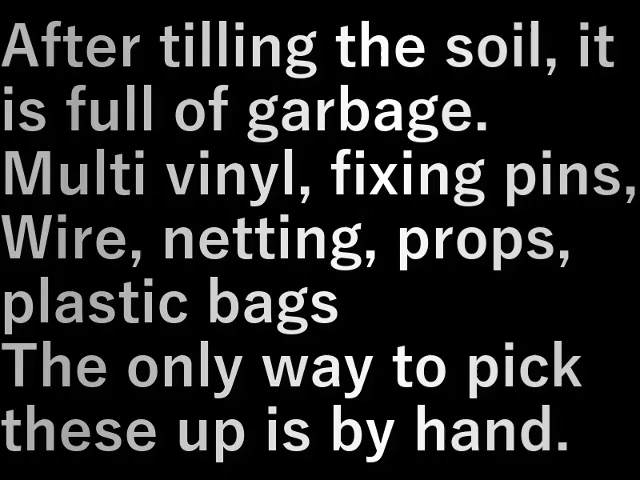 After tilling the soil, it
is full of garbage.
Multi vinyl, fixing pins,
Wire, netting, props,
plastic bags
The only way to pick
these up is by hand.